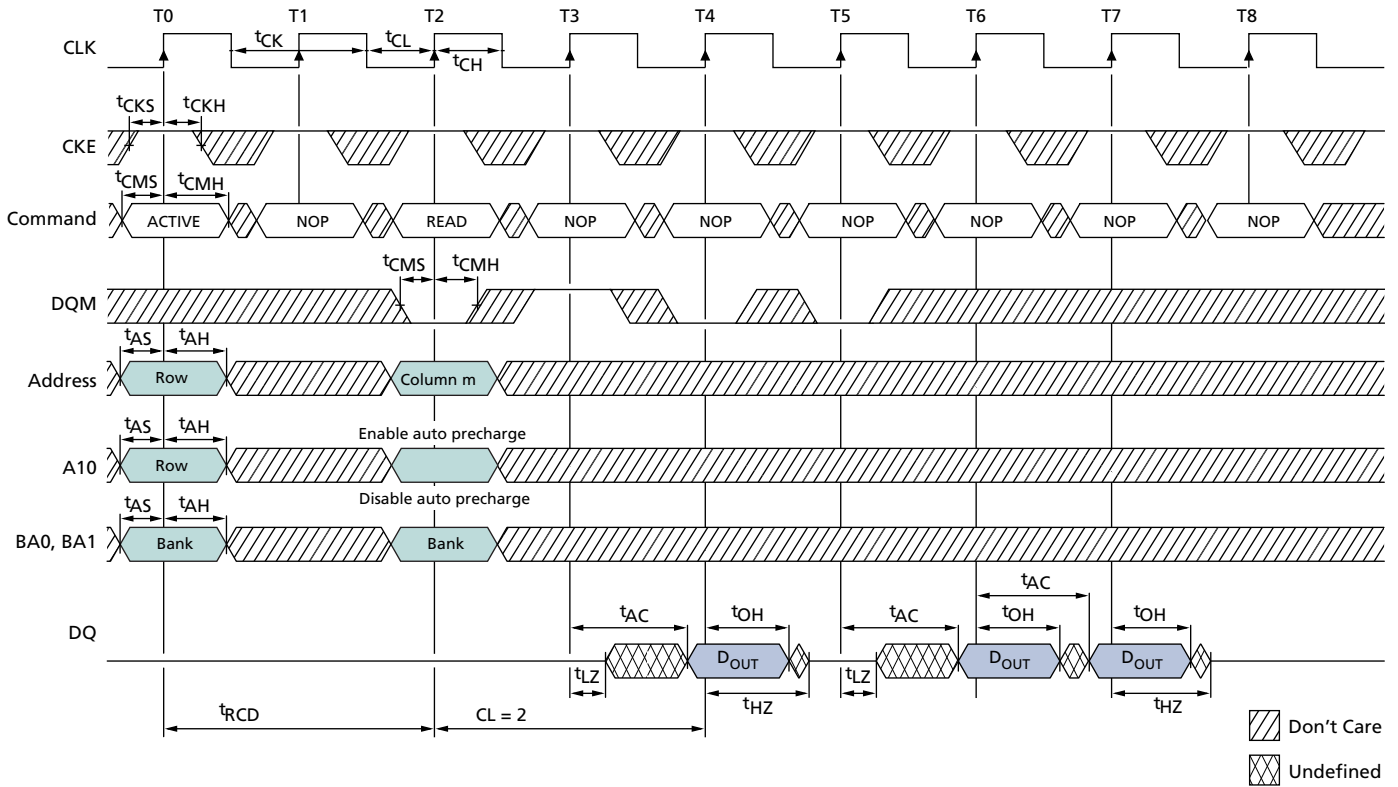 T0 T1 T2 T3 T4 T5 T6 T7 T8
CLK
tCK tCL
tCH
tCKS tCKH
CKE
tCMS tCMH
Command ACTIVE NOP READ NOP NOP NOP NOP NOP NOP
tCMS tCMH
DQM
tAS tAH
Address Row Column m
tAS tAH
Enable auto precharge
A10 Row
Disable auto precharge
tAS tAH
BA0, BA1 Bank Bank
tAC
tAC tOH tAC tOH tOH
DQ
DOUT DOUT DOUT
tLZ tLZ
tHZ tHZ
tRCD CL = 2
Don't Care
Undefined